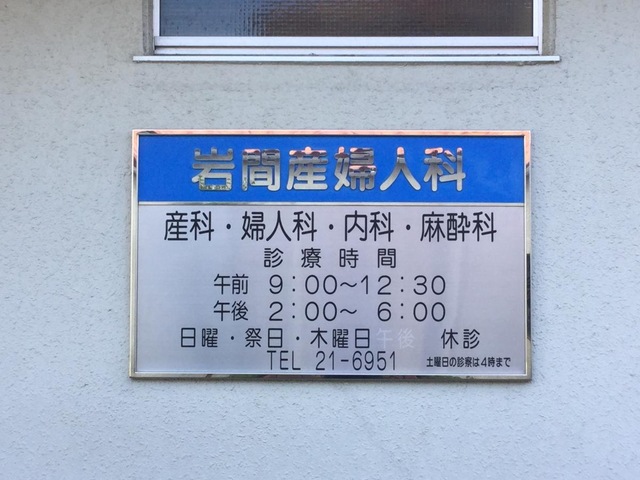 岩間産婦人科
産科・婦人科・内科・麻酔科
診療時間
午前 9:00～12:30
午後 2:00～ 6:00
日曜・祭日・木曜日午後 休診
TEL 21-6951
土曜日の診察は4時まで